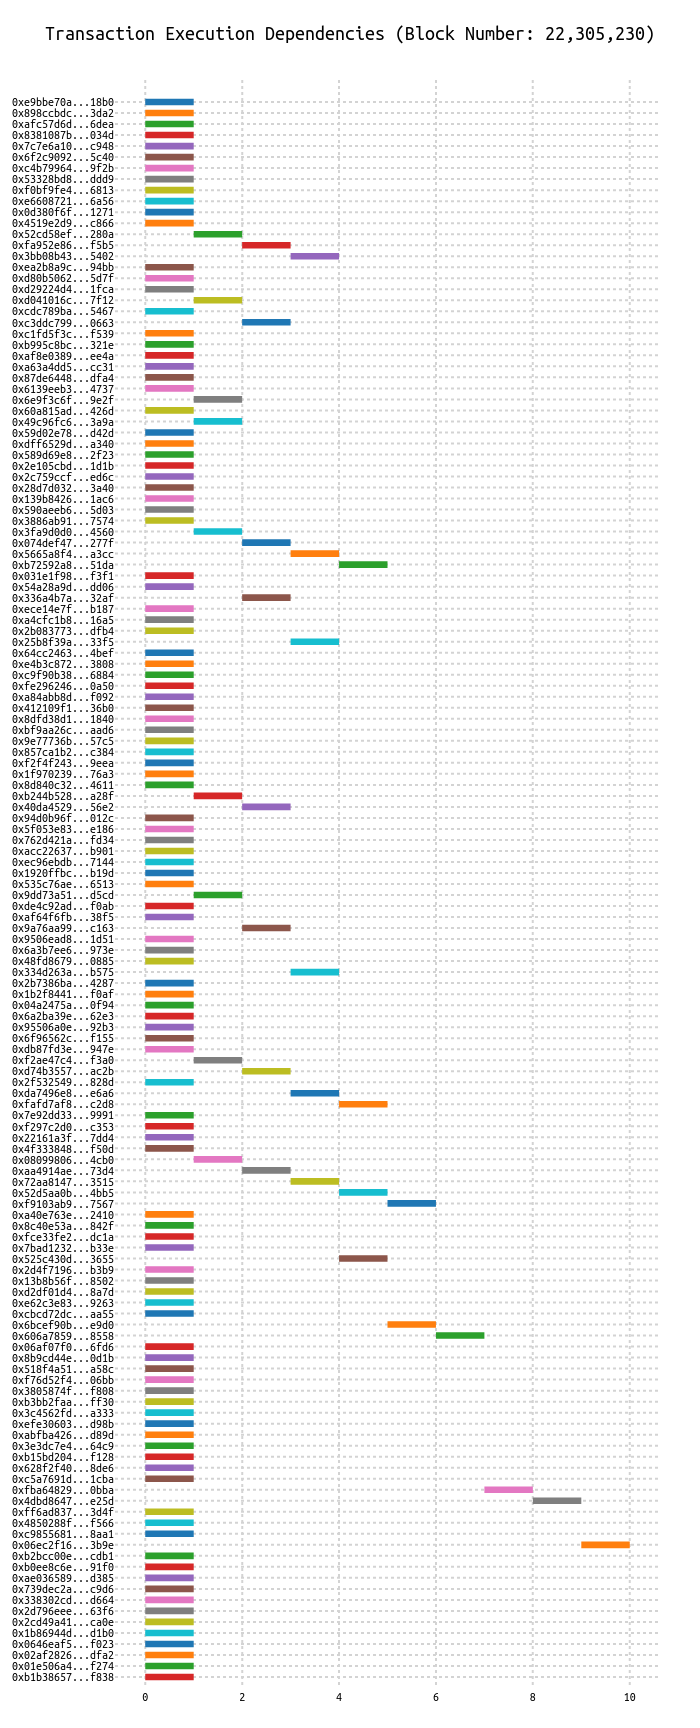 Transaction Execution Dependencies (Block Number: 22,305,230)
0xe9bbe70a...18b0
0x898ccbdc...3da2
0xafc57d6d...6dea
0x8381087b...034d
0x7c7e6a10...c948
0x6f2c9092...5c40
0xc4b79964...9f2b
0x53328bd8...ddd9
0xf0bf9fe4...6813
0xe6608721...6a56
0x0d380f6f...1271
0x4519e2d9...c866
0x52cd58ef...280a
0xfa952e86...f5b5
0x3bb08b43...5402
0xea2b8a9c...94bb
0xd80b5062...5d7f
0xd29224d4...1fca
0xd041016c...7f12
0xcdc789ba...5467
0xc3ddc799...0663
0xc1fd5f3c...f539
0xb995c8bc...321e
0xaf8e0389...ee4a
0xa63a4dd5...cc31
0x87de6448...dfa4
0x6139eeb3...4737
0x6e9f3c6f...9e2f
0x60a815ad...426d
0x49c96fc6...3a9a
0x59d02e78...d42d
0xdff6529d...a340
0x589d69e8...2f23
0x2e105cbd...1d1b
0x2c759ccf...ed6c
0x28d7d032...3a40
0x139b8426...1ac6
0x590aeeb6...5d03
0x3886ab91...7574
0x3fa9d0d0...4560
0x074def47...277f
0x5665a8f4...a3cc
0xb72592a8...51da
0x031e1f98...f3f1
0x54a28a9d...dd06
0x336a4b7a...32af
0xece14e7f...b187
0xa4cfc1b8...16a5
0x2b083773...dfb4
0x25b8f39a...33f5
0x64cc2463...4bef
0xe4b3c872...3808
0xc9f90b38...6884
0xfe296246...0a50
0xa84abb8d...f092
0x412109f1...36b0
0x8dfd38d1...1840
0xbf9aa26c...aad6
0x9e77736b...57c5
0x857ca1b2...c384
0xf2f4f243...9eea
0x1f970239...76a3
0x8d840c32...4611
0xb244b528...a28f
0x40da4529...56e2
0x94d0b96f...012c
0x5f053e83...e186
0x762d421a...fd34
0xacc22637...b901
0xec96ebdb...7144
0x1920ffbc...b19d
0x535c76ae...6513
0x9dd73a51...d5cd
0xde4c92ad...f0ab
0xaf64f6fb...38f5
0x9a76aa99...c163
0x9506ead8...1d51
0x6a3b7ee6...973e
0x48fd8679...0885
0x334d263a...b575
0x2b7386ba...4287
0x1b2f8441...f0af
0x04a2475a...0f94
0x6a2ba39e...62e3
0x95506a0e...92b3
0x6f96562c...f155
0xdb87fd3e...947e
0xf2ae47c4...f3a0
0xd74b3557...ac2b
0x2f532549...828d
0xda7496e8...e6a6
0xfafd7af8...c2d8
0x7e92dd33...9991
0xf297c2d0...c353
0x22161a3f...7dd4
0x4f333848...f50d
0x08099806...4cb0
0xaa4914ae...73d4
0x72aa8147...3515
0x52d5aa0b...4bb5
0xf9103ab9...7567
0xa40e763e...2410
0x8c40e53a...842f
0xfce33fe2...dc1a
0x7bad1232...b33e
0x525c430d...3655
0x2d4f7196...b3b9
0x13b8b56f...8502
0xd2df01d4...8a7d
0xe62c3e83...9263
0xcbcd72dc...aa55
0x6bcef90b...e9d0
0x606a7859...8558
0x06af07f0...6fd6
0x8b9cd44e...0d1b
0x518f4a51...a58c
0xf76d52f4...06bb
0x3805874f...f808
0xb3bb2faa...ff30
0x3c4562fd...a333
0xefe30603...d98b
0xabfba426...d89d
0x3e3dc7e4...64c9
0xb15bd204...f128
0x628f2f40...8de6
0xc5a7691d...1cba
0xfba64829...0bba
0x4dbd8647...e25d
0xff6ad837...3d4f
0x4850288f...f566
0xc9855681...8aa1
0x06ec2f16...3b9e
0xb2bcc00e...cdb1
0xb0ee8c6e...91f0
0xae036589...d385
0x739dec2a...c9d6
0x338302cd...d664
0x2d796eee...63f6
0x2cd49a41...ca0e
0x1b86944d...d1b0
0x0646eaf5...f023
0x02af2826...dfa2
0x01e506a4...f274
0xb1b38657...f838
0 2 4 6 8 10